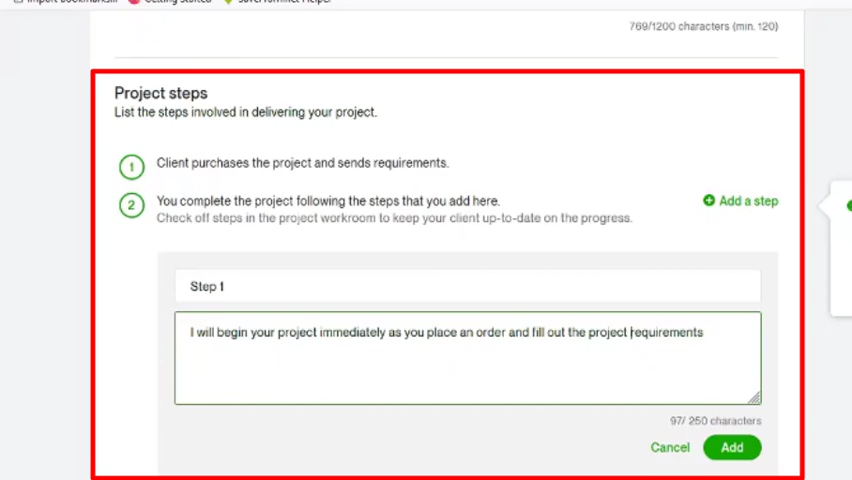 Import bookmarks...
Getting started
769/1200 characters (min. 120)
Project steps
List the steps involved in delivering your project.
1 Client purchases the project and sends requirements.
2 You complete the project following the steps that you add here.
Add a step
Check off steps in the project workroom to keep your client up-to-date on the progress.
Step 1
I will begin your project immediately as you place an order and fill out the project requirements
97/ 250 characters
Cancel Add